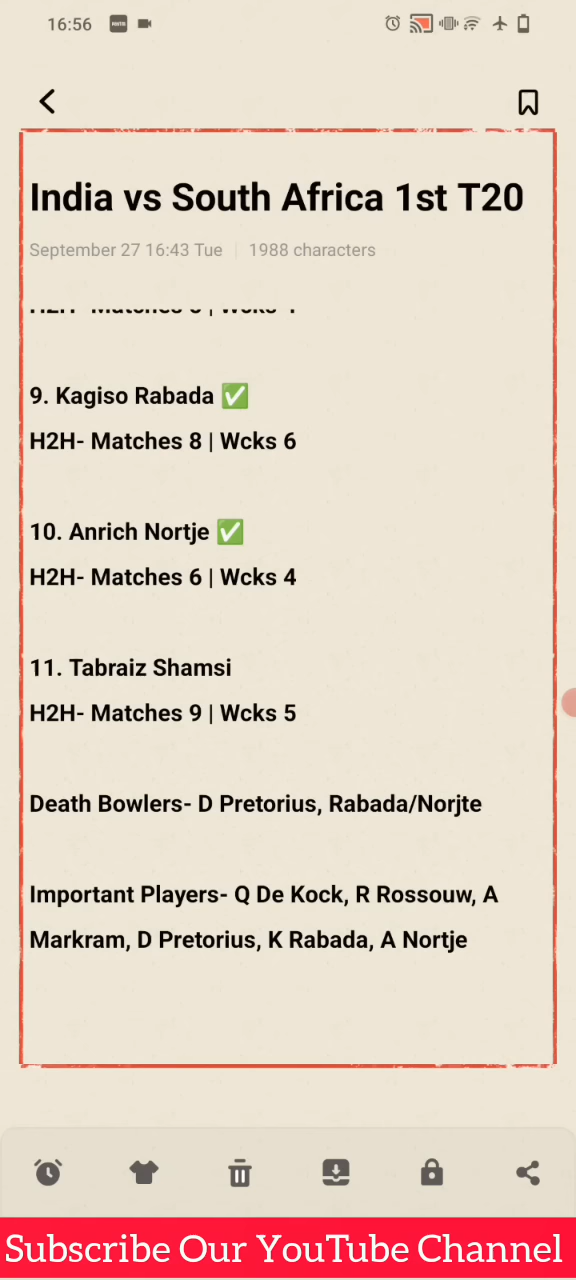 16:56
India vs South Africa 1st T20
September 27 16:43 Tue | 1988 characters
9. Kagiso Rabada ✅
H2H- Matches 8 | Wcks 6
10. Anrich Nortje ✅
H2H- Matches 6 | Wcks 4
11. Tabraiz Shamsi
H2H- Matches 9 | Wcks 5
Death Bowlers- D Pretorius, Rabada/Norjte
Important Players- Q De Kock, R Rossouw, A
Markram, D Pretorius, K Rabada, A Nortje
Subscribe Our YouTube Channel